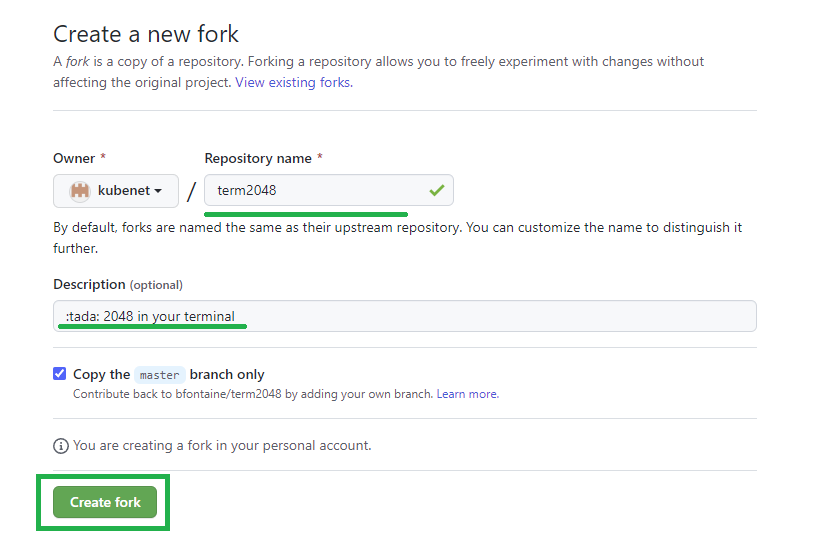 Create a new fork
A fork is a copy of a repository. Forking a repository allows you to freely experiment with changes without
affecting the original project. View existing forks.
Owner * Repository name *
kubenet / term2048
By default, forks are named the same as their upstream repository. You can customize the name to distinguish it
further.
Description (optional)
:tada: 2048 in your terminal
Copy the master branch only
Contribute back to bfontaine/term2048 by adding your own branch. Learn more.
You are creating a fork in your personal account.
Create fork